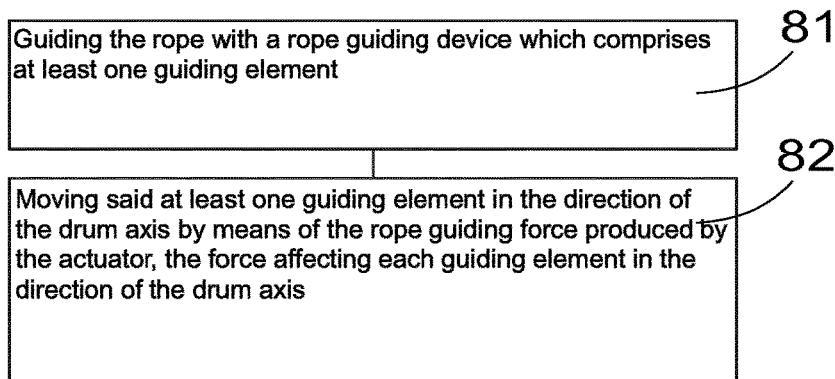 81
Guiding the rope with a rope guiding device which comprises
at least one guiding element
82
Moving said at least one guiding element in the direction of
the drum axis by means of the rope guiding force produced by
the actuator, the force affecting each guiding element in the
direction of the drum axis